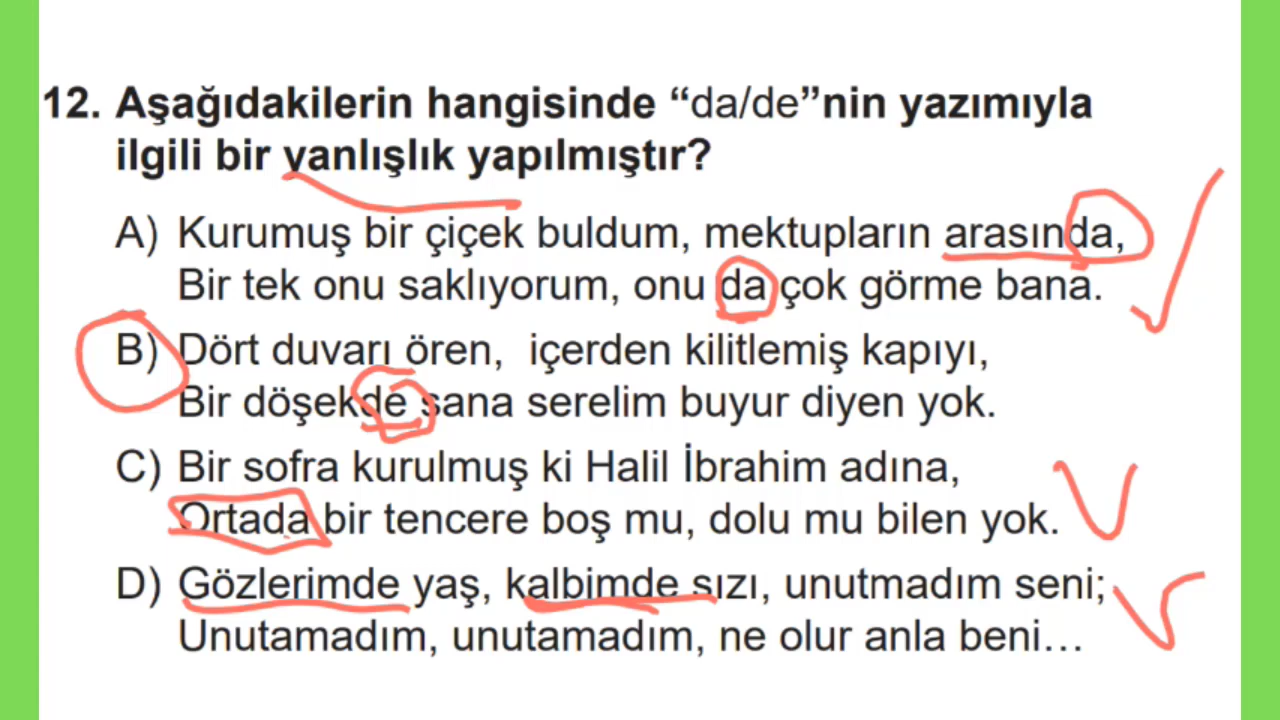 12. Aşağıdakilerin hangisinde “da/de”nin yazımıyla
ilgili bir yanlışlık yapılmıştır?
A) Kurumuş bir çiçek buldum, mektupların arasında,
Bir tek onu saklıyorum, onu da çok görme bana.
B) Dört duvarı ören, içerden kilitlemiş kapıyı,
Bir döşekde sana serelim buyur diyen yok.
C) Bir sofra kurulmuş ki Halil İbrahim adına,
Ortada bir tencere boş mu, dolu mu bilen yok.
D) Gözlerimde yaş, kalbimde sızı, unutmadım seni;
Unutamadım, unutamadım, ne olur anla beni…